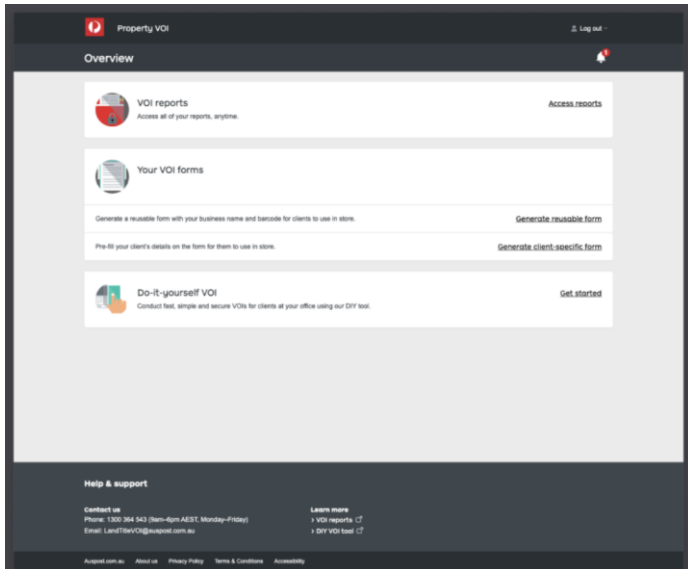 Property VOI
Log out
Overview
1
VOI reports
Access reports
Access all of your reports, anytime.
Your VOI forms
Generate a reusable form with your business name and barcode for clients to use in store.
Generate reusable form
Pre-fill your client's details on the form for them to use in store.
Generate client-specific form
Do-it-yourself VOI
Get started
Conduct fast, simple and secure VOIs for clients at your office using our DIY tool.
Help & support
Contact us
Phone: 1300 364 543 (9am–6pm AEST, Monday–Friday)
Email: LandTitleVOI@auspost.com.au
Learn more
› VOI reports
› DIY VOI tool
Auspost.com.au About us Privacy Policy Terms & Conditions Accessibility